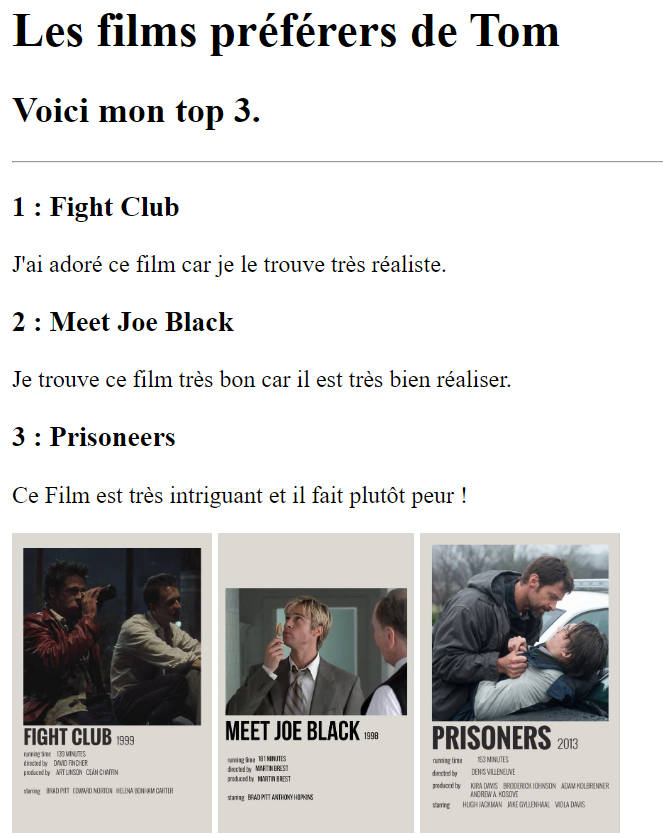 Les films préférers de Tom
Voici mon top 3.
1 : Fight Club
J'ai adoré ce film car je le trouve très réaliste.
2 : Meet Joe Black
Je trouve ce film très bon car il est très bien réaliser.
3 : Prisoneers
Ce Film est très intriguant et il fait plutôt peur !
FIGHT CLUB 1999
running time 139 MINUTES
directed by DAVID FINCHER
produced by ART LINSON CEÁN CHAFFIN
starring BRAD PITT EDWARD NORTON HELENA BONHAM CARTER
MEET JOE BLACK 1998
running time 181 MINUTES
directed by MARTIN BREST
produced by MARTIN BREST
starring BRAD PITT ANTHONY HOPKINS
PRISONERS 2013
running time 153 MINUTES
directed by DENIS VILLENEUVE
produced by KIRA DAVIS BRODERICK JOHNSON ADAM KOLBRENNER
ANDREW A. KOSOVE
starring HUGH JACKMAN JAKE GYLLENHAAL VIOLA DAVIS